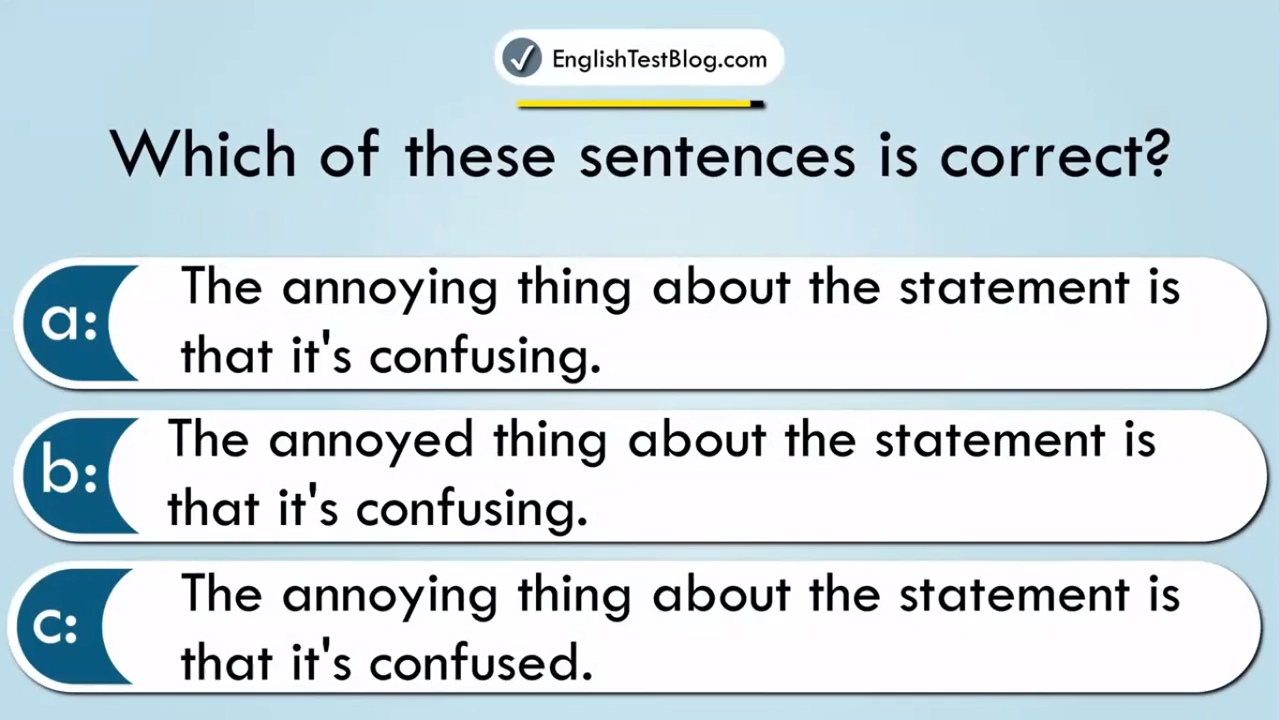 EnglishTestBlog.com
Which of these sentences is correct?
a:
The annoying thing about the statement is
that it's confusing.
b:
The annoyed thing about the statement is
that it's confusing.
c:
The annoying thing about the statement is
that it's confused.